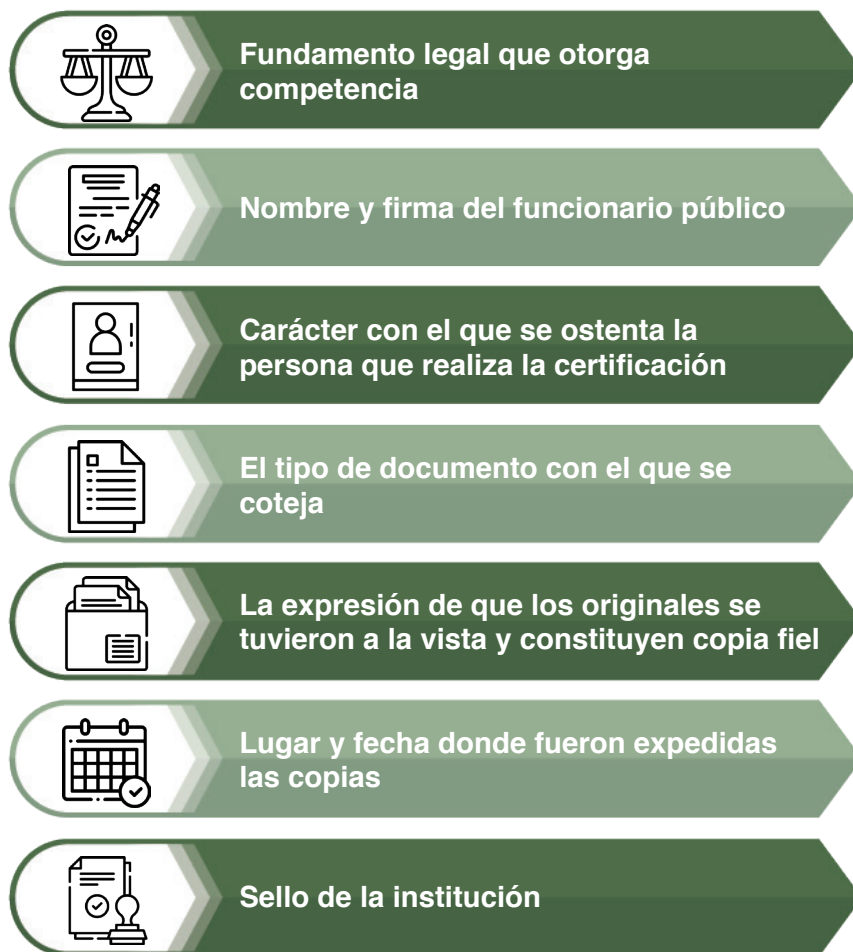 Fundamento legal que otorga
competencia
Nombre y firma del funcionario público
Carácter con el que se ostenta la
persona que realiza la certificación
El tipo de documento con el que se
coteja
La expresión de que los originales se
tuvieron a la vista y constituyen copia fiel
Lugar y fecha donde fueron expedidas
las copias
Sello de la institución